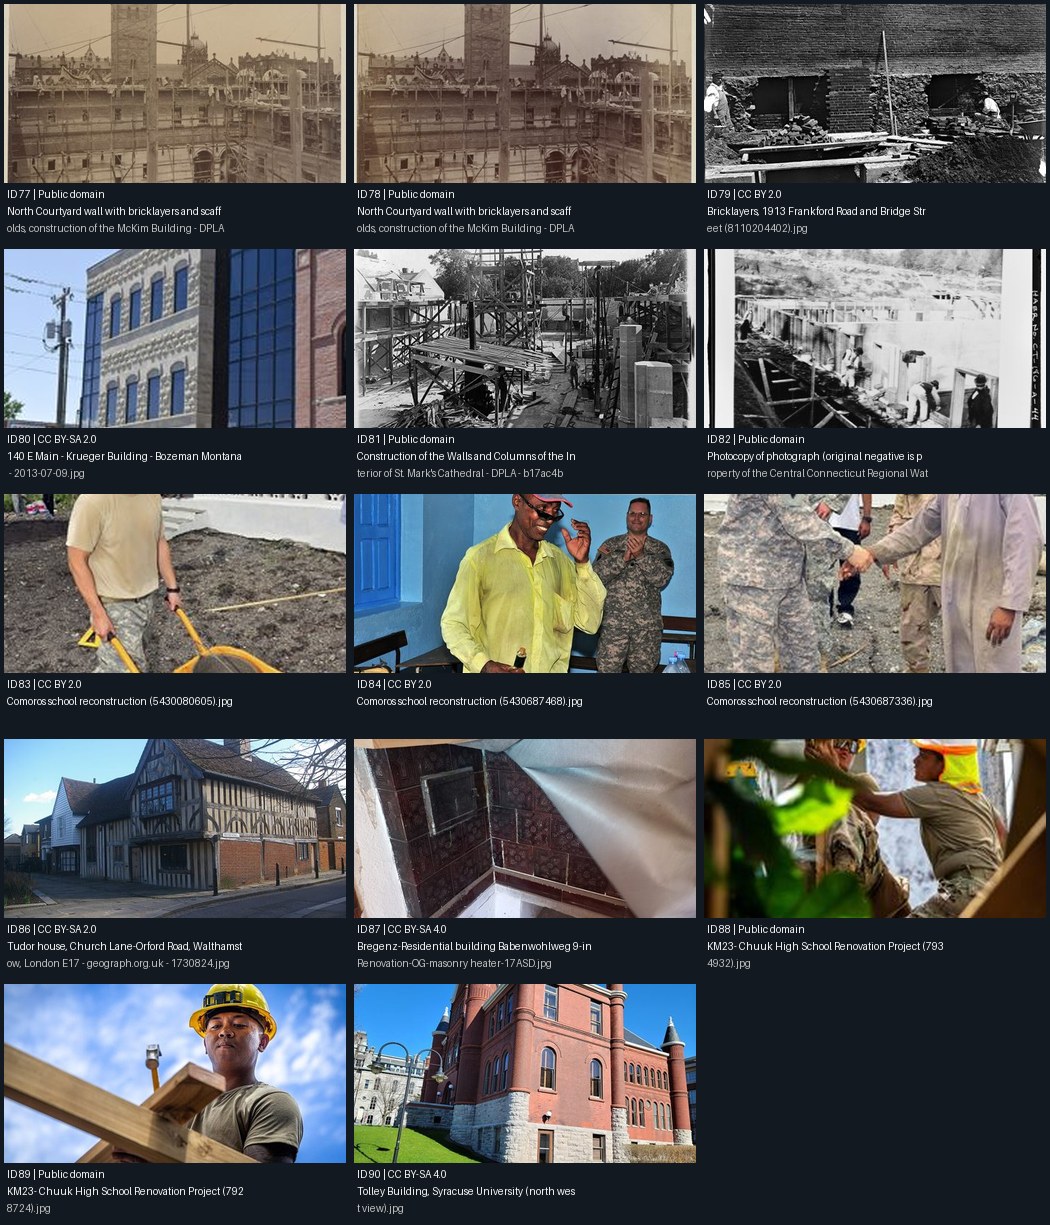 ID77 | Public domain
North Courtyard wall with bricklayers and scaff
olds, construction of the McKim Building - DPLA
ID78 | Public domain
North Courtyard wall with bricklayers and scaff
olds, construction of the McKim Building - DPLA
ID79 | CC BY 2.0
Bricklayers, 1913 Frankford Road and Bridge Str
eet (8110204402).jpg
ID80 | CC BY-SA 2.0
140 E Main - Krueger Building - Bozeman Montana
- 2013-07-09.jpg
ID81 | Public domain
Construction of the Walls and Columns of the In
terior of St. Mark's Cathedral - DPLA - b17ac4b
ID82 | Public domain
Photocopy of photograph (original negative is p
roperty of the Central Connecticut Regional Wat
ID83 | CC BY 2.0
Comoros school reconstruction (5430080605).jpg
ID84 | CC BY 2.0
Comoros school reconstruction (5430687468).jpg
ID85 | CC BY 2.0
Comoros school reconstruction (5430687336).jpg
ID86 | CC BY-SA 2.0
Tudor house, Church Lane-Orford Road, Walthamst
ow, London E17 - geograph.org.uk - 1730824.jpg
ID87 | CC BY-SA 4.0
Bregenz-Residential building Babenwohlweg 9-in
Renovation-OG-masonry heater-17ASD.jpg
ID88 | Public domain
KM23- Chuuk High School Renovation Project (793
4932).jpg
ID89 | Public domain
KM23- Chuuk High School Renovation Project (792
8724).jpg
ID90 | CC BY-SA 4.0
Tolley Building, Syracuse University (north wes
t view).jpg